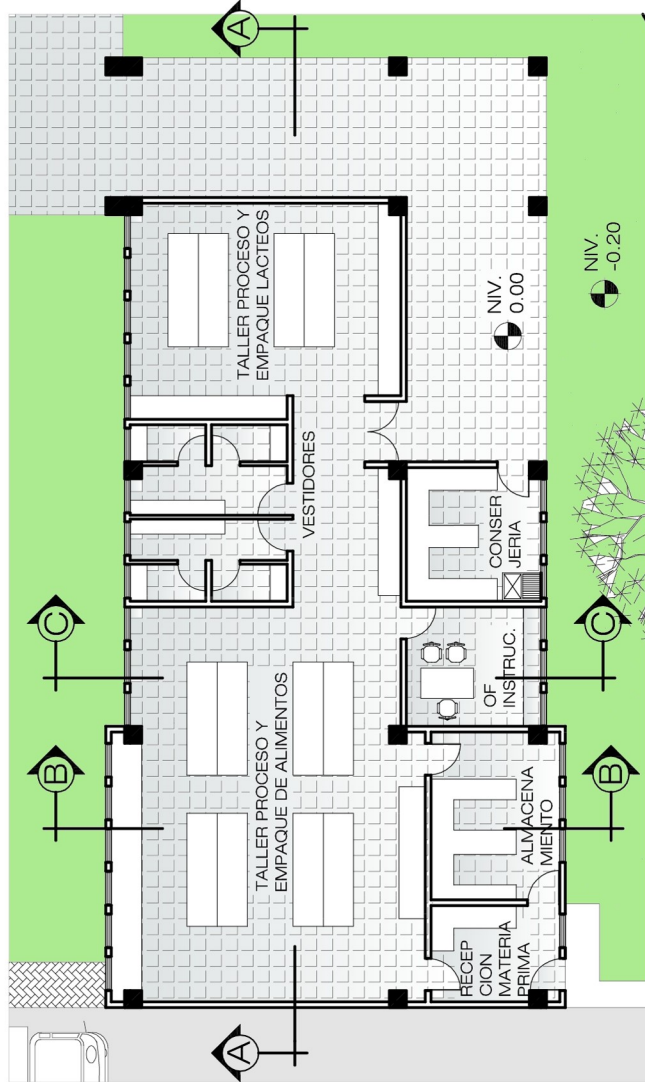 A
TALLER PROCESO Y
EMPAQUE LACTEOS
NIV.
0.00
NIV.
-0.20
VESTIDORES
CONSER
JERIA
C
C
OF
INSTRUC.
TALLER PROCESO Y
EMPAQUE DE ALIMENTOS
B
B
ALMACENA
MIENTO
RECEP
CION
MATERIA
PRIMA
A